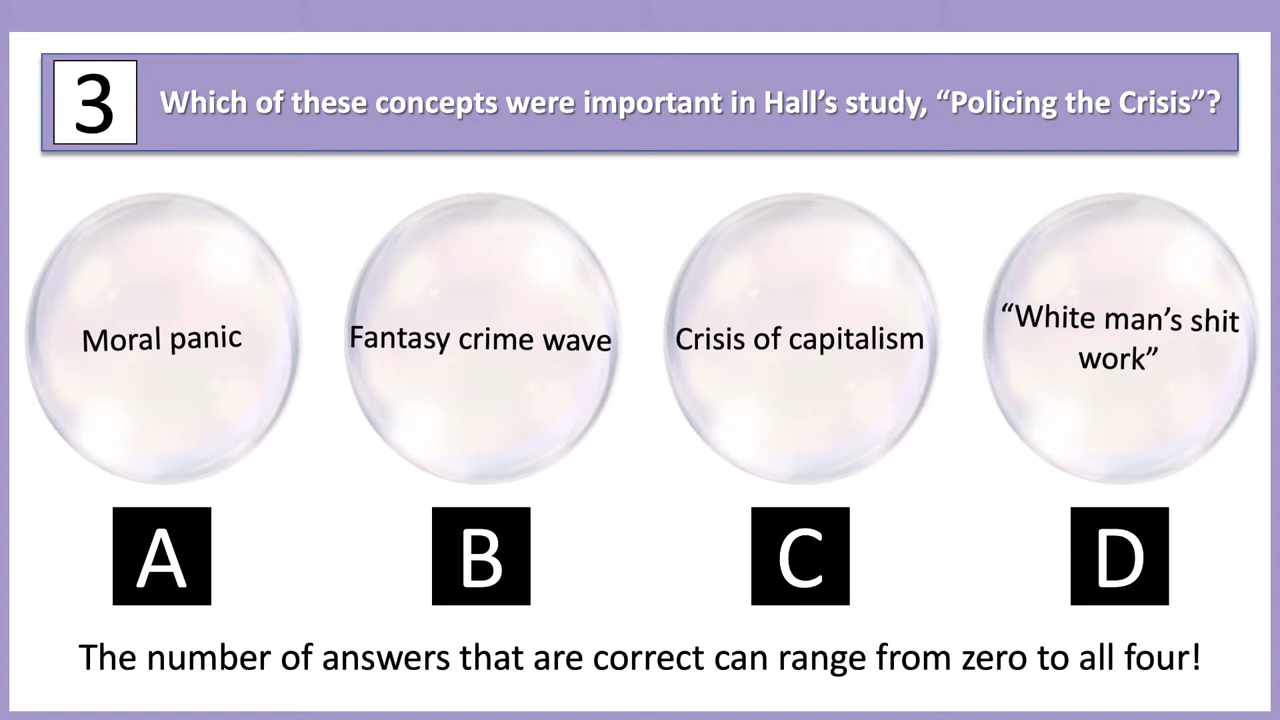 3
Which of these concepts were important in Hall’s study, “Policing the Crisis”?
Moral panic
Fantasy crime wave
Crisis of capitalism
“White man’s shit
work”
A
B
C
D
The number of answers that are correct can range from zero to all four!